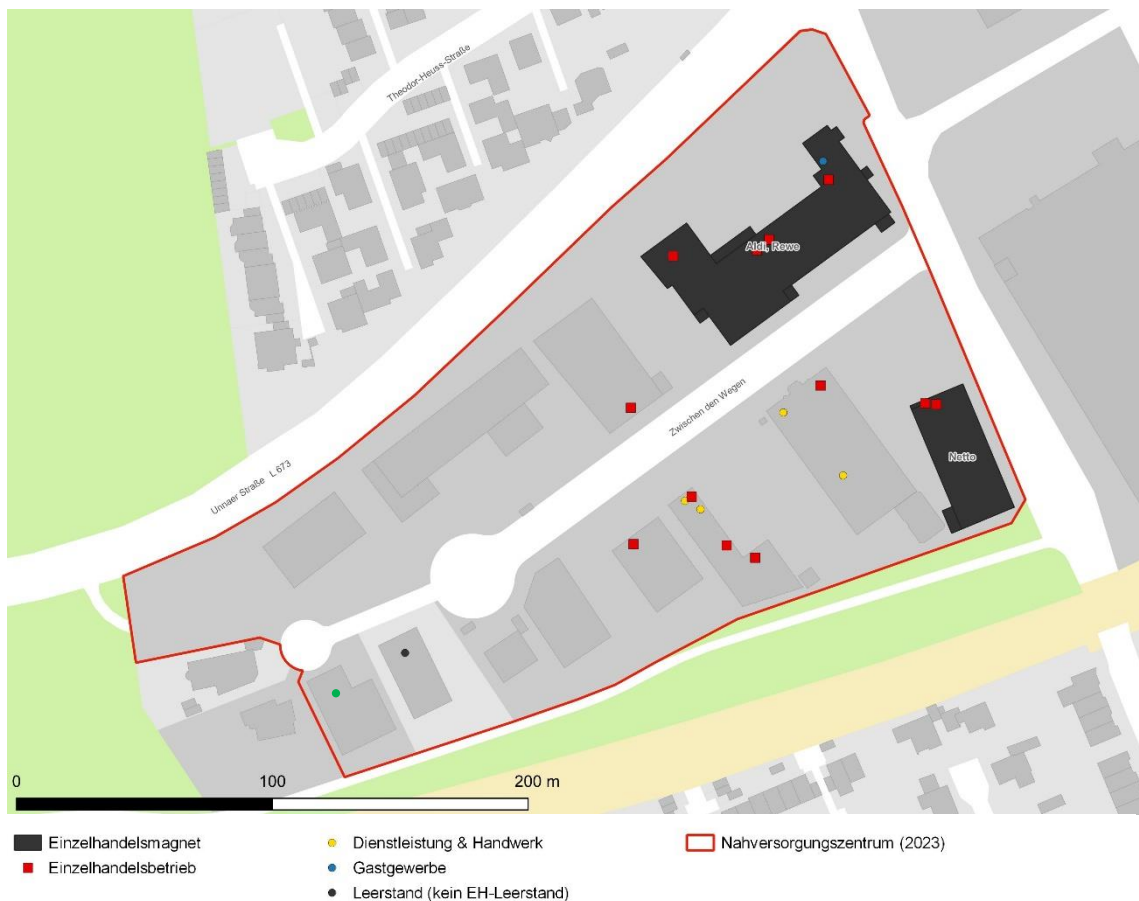 Theodor-Heuss-Straße
Aldi, Rewe
Zwischen den Wegen
Netto
Unnaer Straße L 673
0 100 200 m
Einzelhandelsmagnet
Einzelhandelsbetrieb
Dienstleistung & Handwerk
Gastgewerbe
Leerstand (kein EH-Leerstand)
Nahversorgungszentrum (2023)